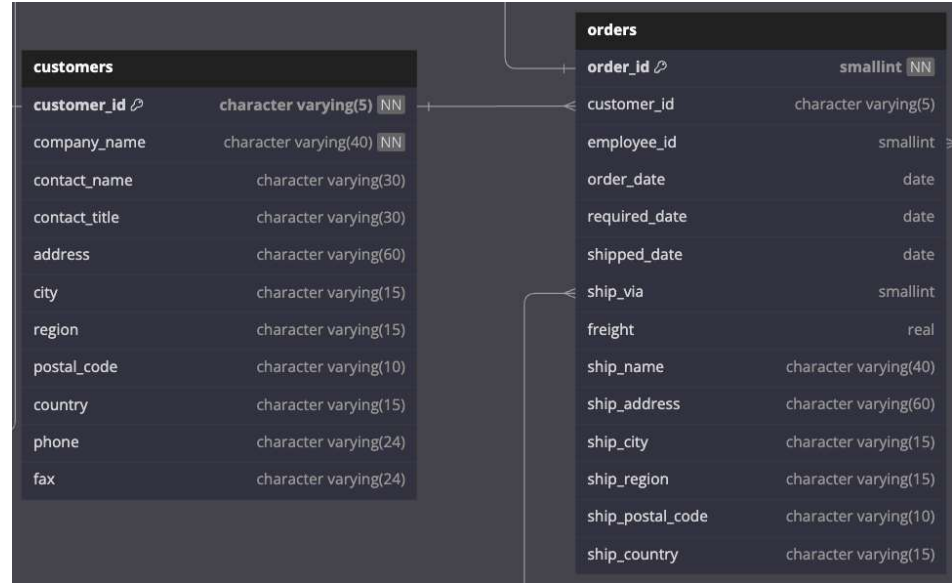 customers
customer_id character varying(5) NN
company_name character varying(40) NN
contact_name character varying(30)
contact_title character varying(30)
address character varying(60)
city character varying(15)
region character varying(15)
postal_code character varying(10)
country character varying(15)
phone character varying(24)
fax character varying(24)
orders
order_id smallint NN
customer_id character varying(5)
employee_id smallint
order_date date
required_date date
shipped_date date
ship_via smallint
freight real
ship_name character varying(40)
ship_address character varying(60)
ship_city character varying(15)
ship_region character varying(15)
ship_postal_code character varying(10)
ship_country character varying(15)